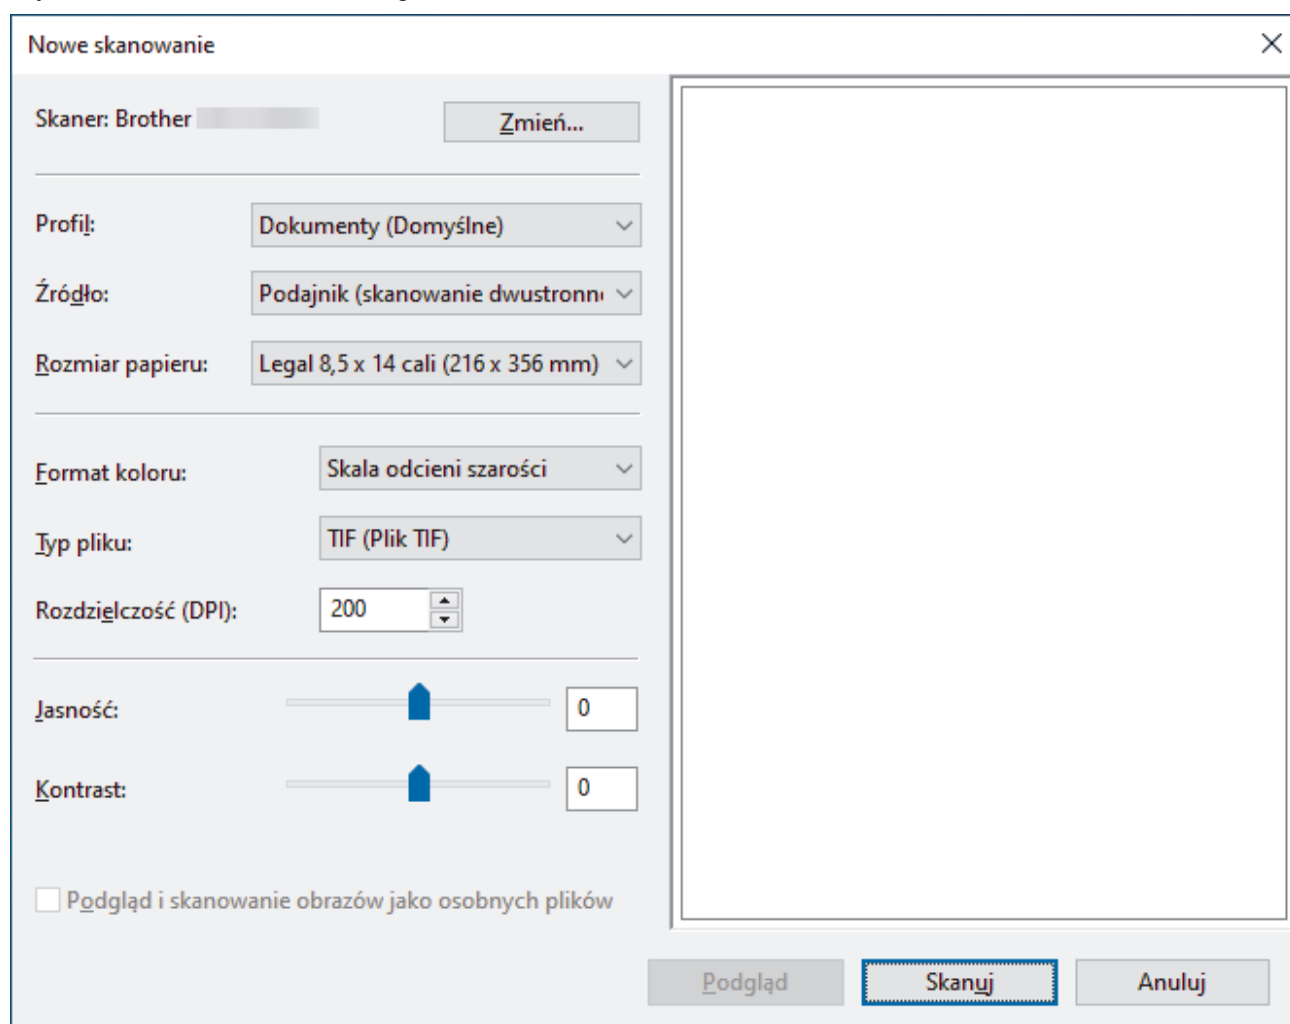 Nowe skanowanie
Skaner: Brother
Zmień...
Profil: Dokumenty (Domyślne)
Źródło: Podajnik (skanowanie dwustronn
Rozmiar papieru: Legal 8,5 x 14 cali (216 x 356 mm)
Format koloru: Skala odcieni szarości
Typ pliku: TIF (Plik TIF)
Rozdzielczość (DPI): 200
Jasność: 0
Kontrast: 0
Podgląd i skanowanie obrazów jako osobnych plików
Podgląd Skanuj Anuluj